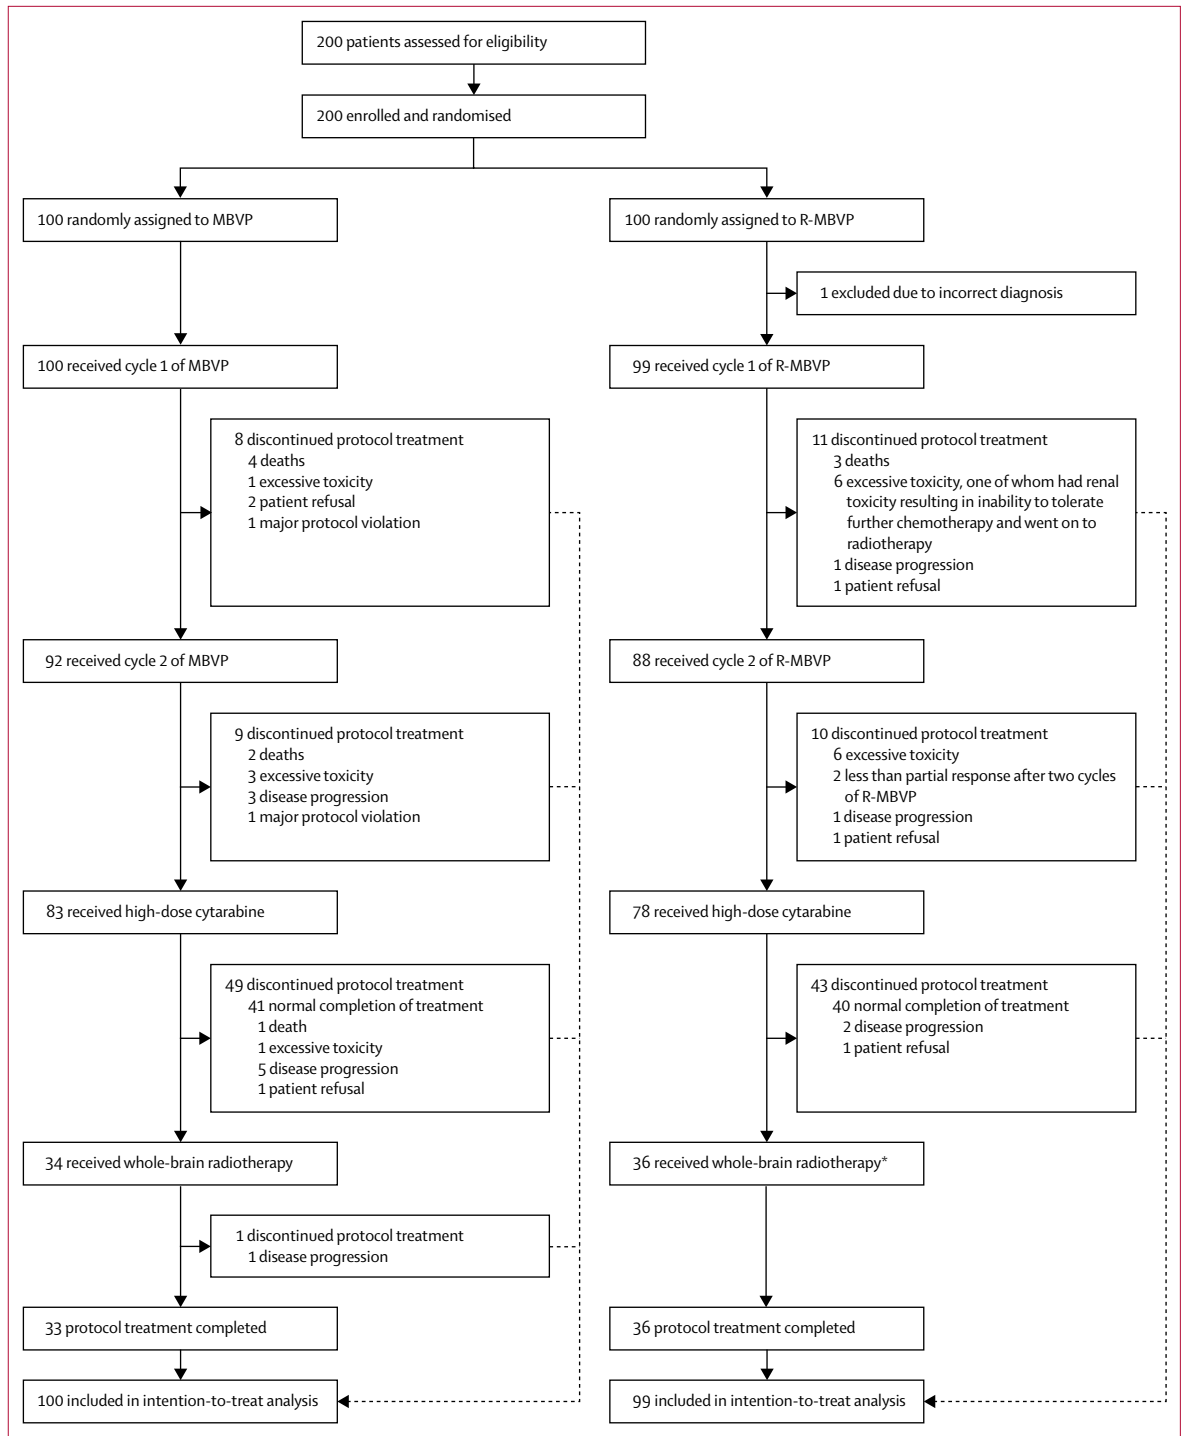 200 patients assessed for eligibility
200 enrolled and randomised
100 randomly assigned to MBVP
100 randomly assigned to R-MBVP
1 excluded due to incorrect diagnosis
100 received cycle 1 of MBVP
99 received cycle 1 of R-MBVP
8 discontinued protocol treatment
4 deaths
1 excessive toxicity
2 patient refusal
1 major protocol violation
11 discontinued protocol treatment
3 deaths
6 excessive toxicity, one of whom had renal
toxicity resulting in inability to tolerate
further chemotherapy and went on to
radiotherapy
1 disease progression
1 patient refusal
92 received cycle 2 of MBVP
88 received cycle 2 of R-MBVP
9 discontinued protocol treatment
2 deaths
3 excessive toxicity
3 disease progression
1 major protocol violation
10 discontinued protocol treatment
6 excessive toxicity
2 less than partial response after two cycles
of R-MBVP
1 disease progression
1 patient refusal
83 received high-dose cytarabine
78 received high-dose cytarabine
49 discontinued protocol treatment
41 normal completion of treatment
1 death
1 excessive toxicity
5 disease progression
1 patient refusal
43 discontinued protocol treatment
40 normal completion of treatment
2 disease progression
1 patient refusal
34 received whole-brain radiotherapy
36 received whole-brain radiotherapy*
1 discontinued protocol treatment
1 disease progression
33 protocol treatment completed
36 protocol treatment completed
100 included in intention-to-treat analysis
99 included in intention-to-treat analysis